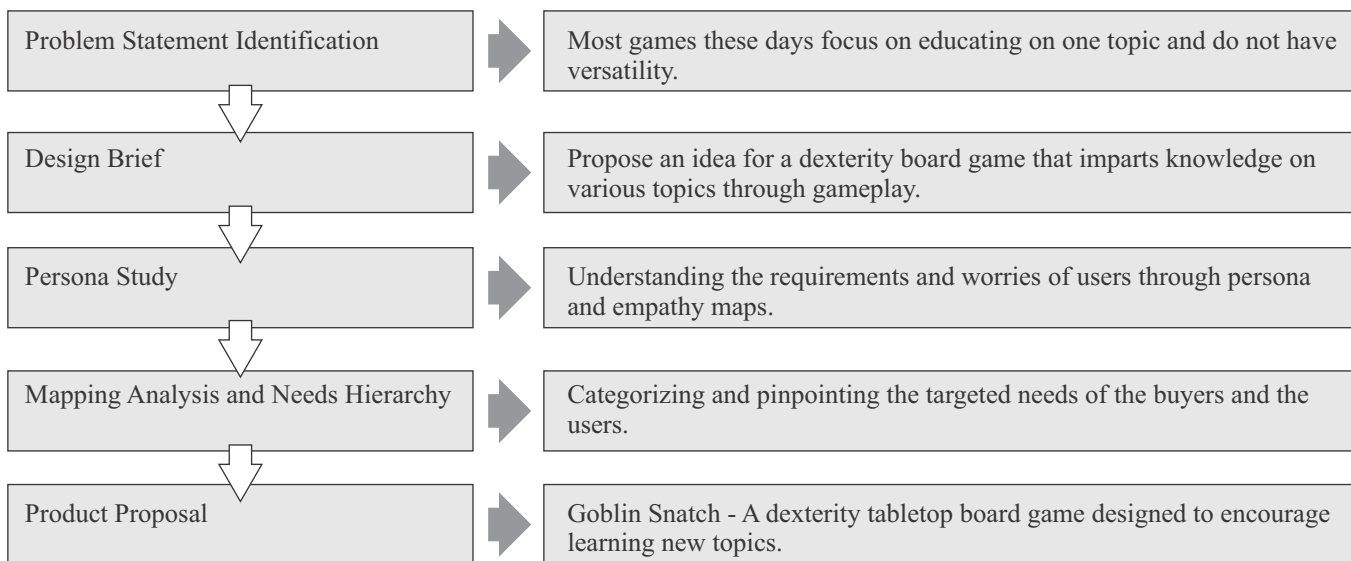 Problem Statement Identification
Most games these days focus on educating on one topic and do not have
versatility.
Design Brief
Propose an idea for a dexterity board game that imparts knowledge on
various topics through gameplay.
Persona Study
Understanding the requirements and worries of users through persona
and empathy maps.
Mapping Analysis and Needs Hierarchy
Categorizing and pinpointing the targeted needs of the buyers and the
users.
Product Proposal
Goblin Snatch - A dexterity tabletop board game designed to encourage
learning new topics.